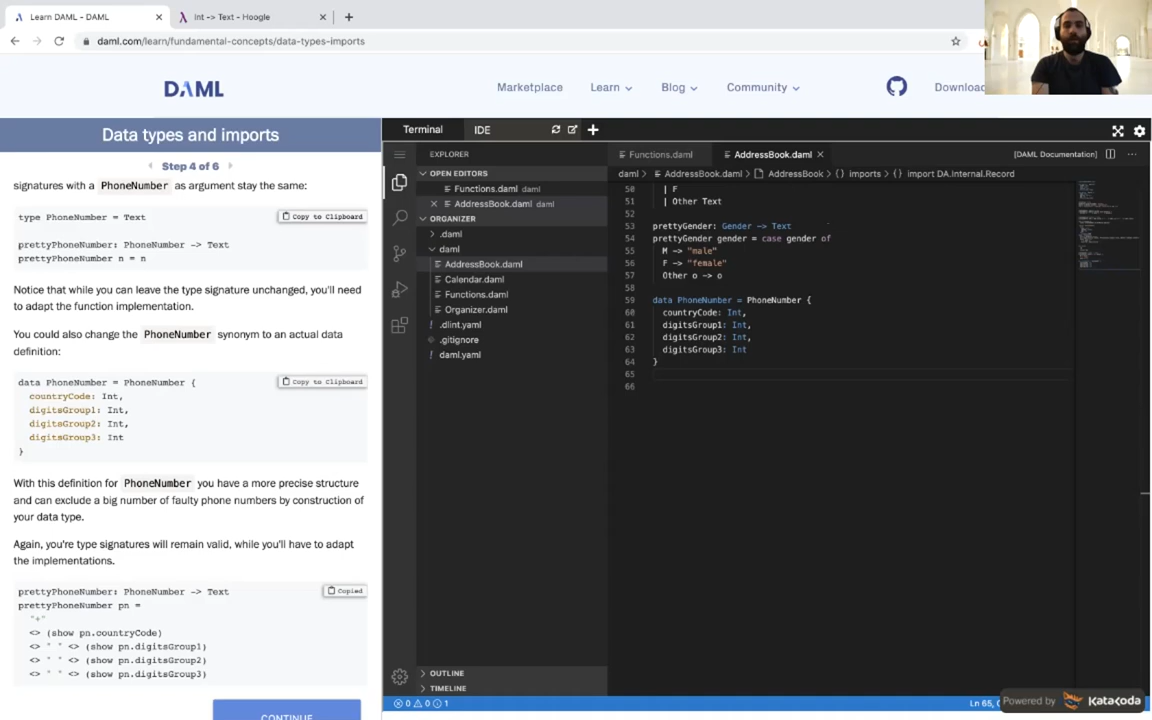 Learn DAML - DAML
Int -> Text - Hoogle
daml.com/learn/fundamental-concepts/data-types-imports
DAML
Marketplace
Learn
Blog
Community
Data types and imports
Step 4 of 6
signatures with a PhoneNumber as argument stay the same:
Copy to Clipboard
type PhoneNumber = Text
prettyPhoneNumber: PhoneNumber -> Text
prettyPhoneNumber n = n
Notice that while you can leave the type signature unchanged, you'll need
to adapt the function implementation.
You could also change the PhoneNumber synonym to an actual data
definition:
Copy to Clipboard
data PhoneNumber = PhoneNumber {
countryCode: Int,
digitsGroup1: Int,
digitsGroup2: Int,
digitsGroup3: Int
}
With this definition for PhoneNumber you have a more precise structure
and can exclude a big number of faulty phone numbers by construction of
your data type.
Again, you're type signatures will remain valid, while you'll have to adapt
the implementations.
Copied
prettyPhoneNumber: PhoneNumber -> Text
prettyPhoneNumber pn =
"+"
<> (show pn.countryCode)
<> " " <> (show pn.digitsGroup1)
<> " " <> (show pn.digitsGroup2)
<> " " <> (show pn.digitsGroup3)
CONTINUE
Terminal
IDE
EXPLORER
OPEN EDITORS
Functions.daml daml
AddressBook.daml daml
ORGANIZER
.daml
daml
AddressBook.daml
Calendar.daml
Functions.daml
Organizer.daml
.dlint.yaml
.gitignore
daml.yaml
OUTLINE
TIMELINE
Functions.daml
AddressBook.daml
[DAML Documentation]
daml > AddressBook.daml > AddressBook > {} imports > {} import DA.Internal.Record
50 | F
51 | Other Text
52
53 prettyGender: Gender -> Text
54 prettyGender gender = case gender of
55 M -> "male"
56 F -> "female"
57 Other o -> o
58
59 data PhoneNumber = PhoneNumber {
60 countryCode: Int,
61 digitsGroup1: Int,
62 digitsGroup2: Int,
63 digitsGroup3: Int
64 }
65
66
0 0 1
Powered by Katacoda